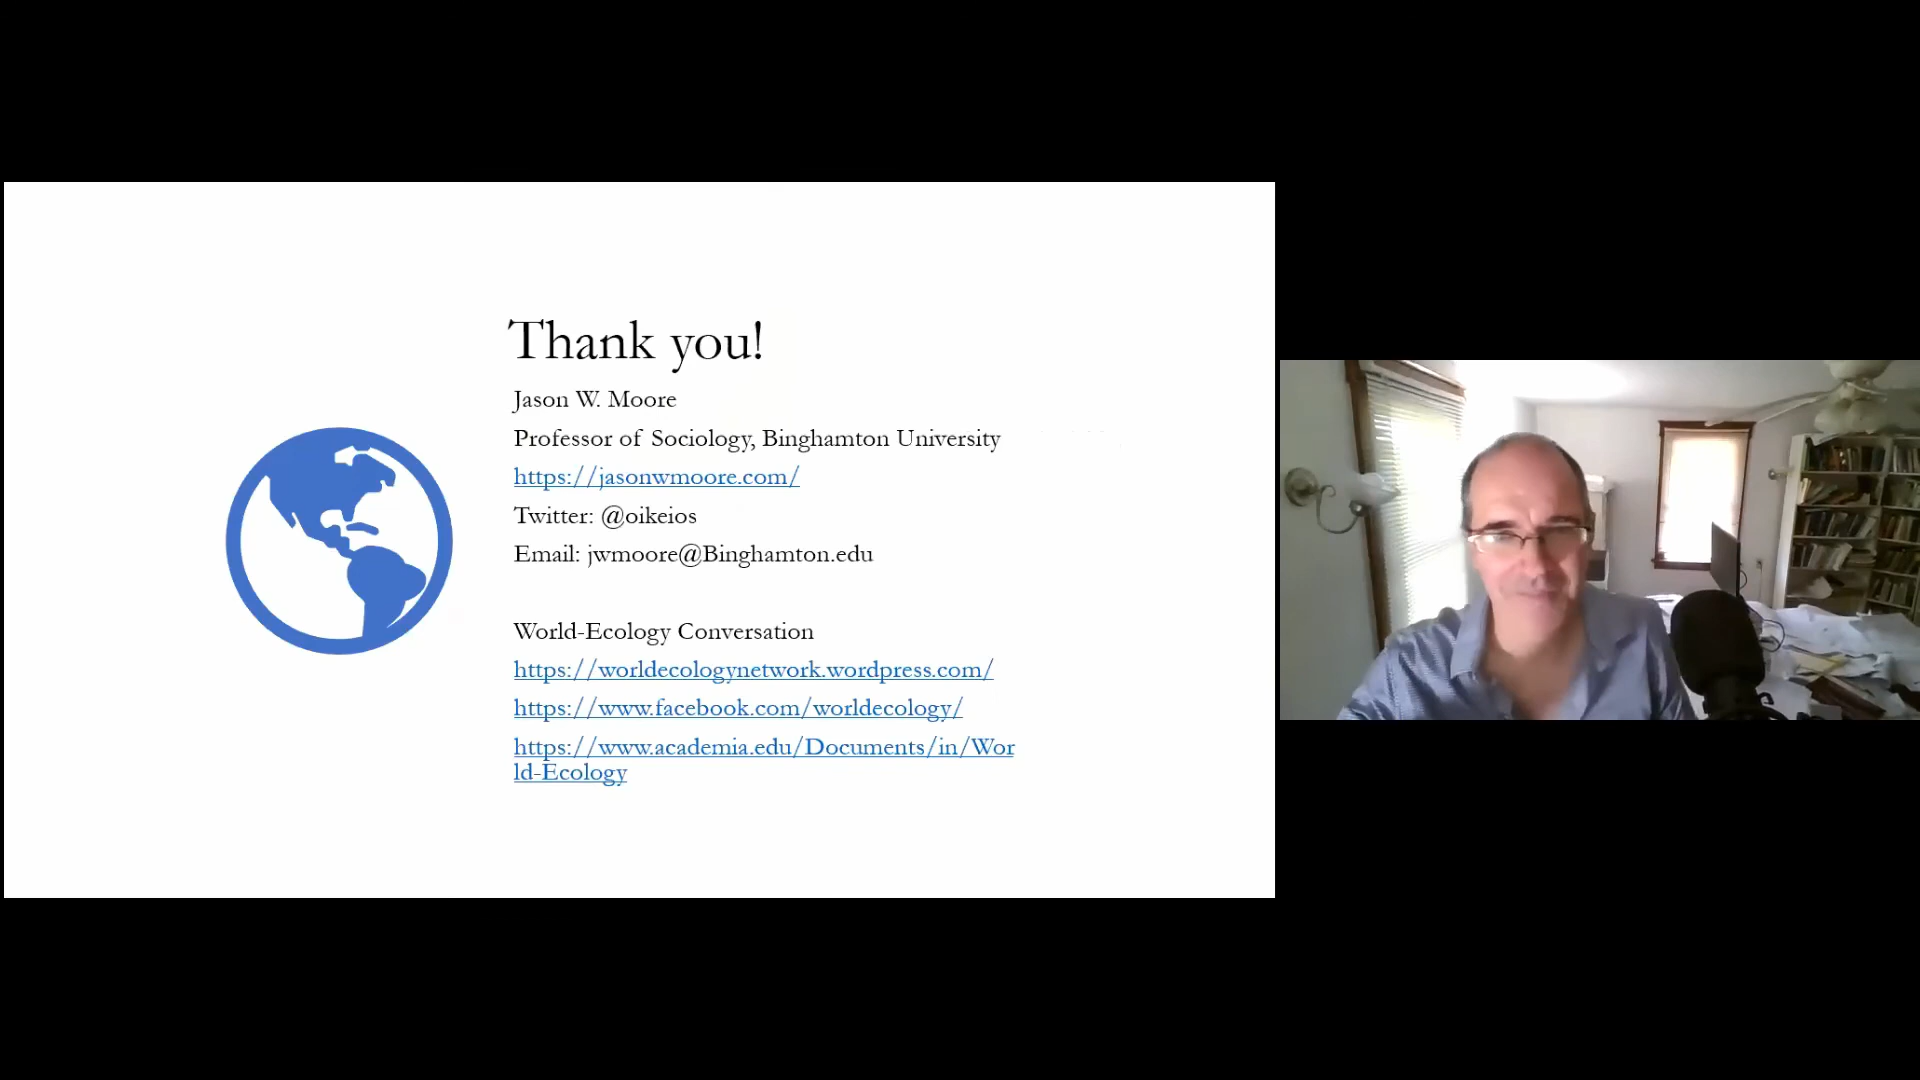 Thank you!
Jason W. Moore
Professor of Sociology, Binghamton University
https://jasonwmoore.com/
Twitter: @oikeios
Email: jwmoore@Binghamton.edu
World-Ecology Conversation
https://worldecologynetwork.wordpress.com/
https://www.facebook.com/worldecology/
https://www.academia.edu/Documents/in/Wor
ld-Ecology